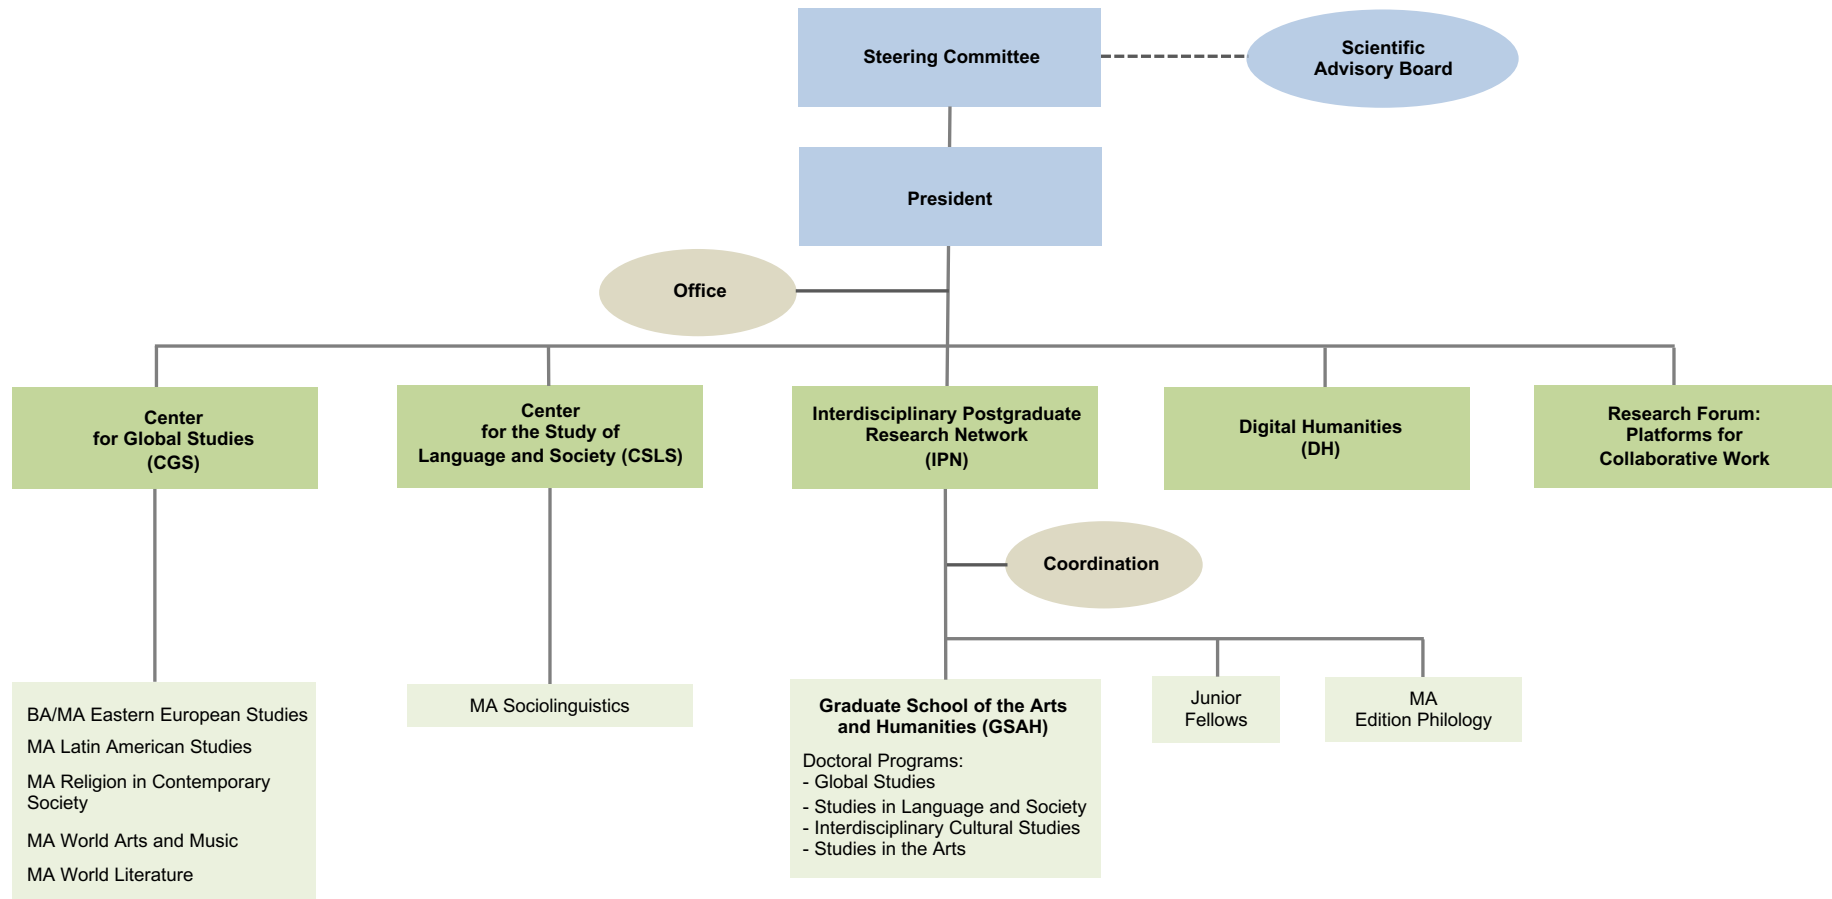 Steering Committee
Scientific
Advisory Board
President
Office
Center
for Global Studies
(CGS)
Center
for the Study of
Language and Society (CSLS)
Interdisciplinary Postgraduate
Research Network
(IPN)
Digital Humanities
(DH)
Research Forum:
Platforms for
Collaborative Work
Coordination
BA/MA Eastern European Studies
MA Latin American Studies
MA Religion in Contemporary
Society
MA World Arts and Music
MA World Literature
MA Sociolinguistics
Graduate School of the Arts
and Humanities (GSAH)
Doctoral Programs:
- Global Studies
- Studies in Language and Society
- Interdisciplinary Cultural Studies
- Studies in the Arts
Junior
Fellows
MA
Edition Philology